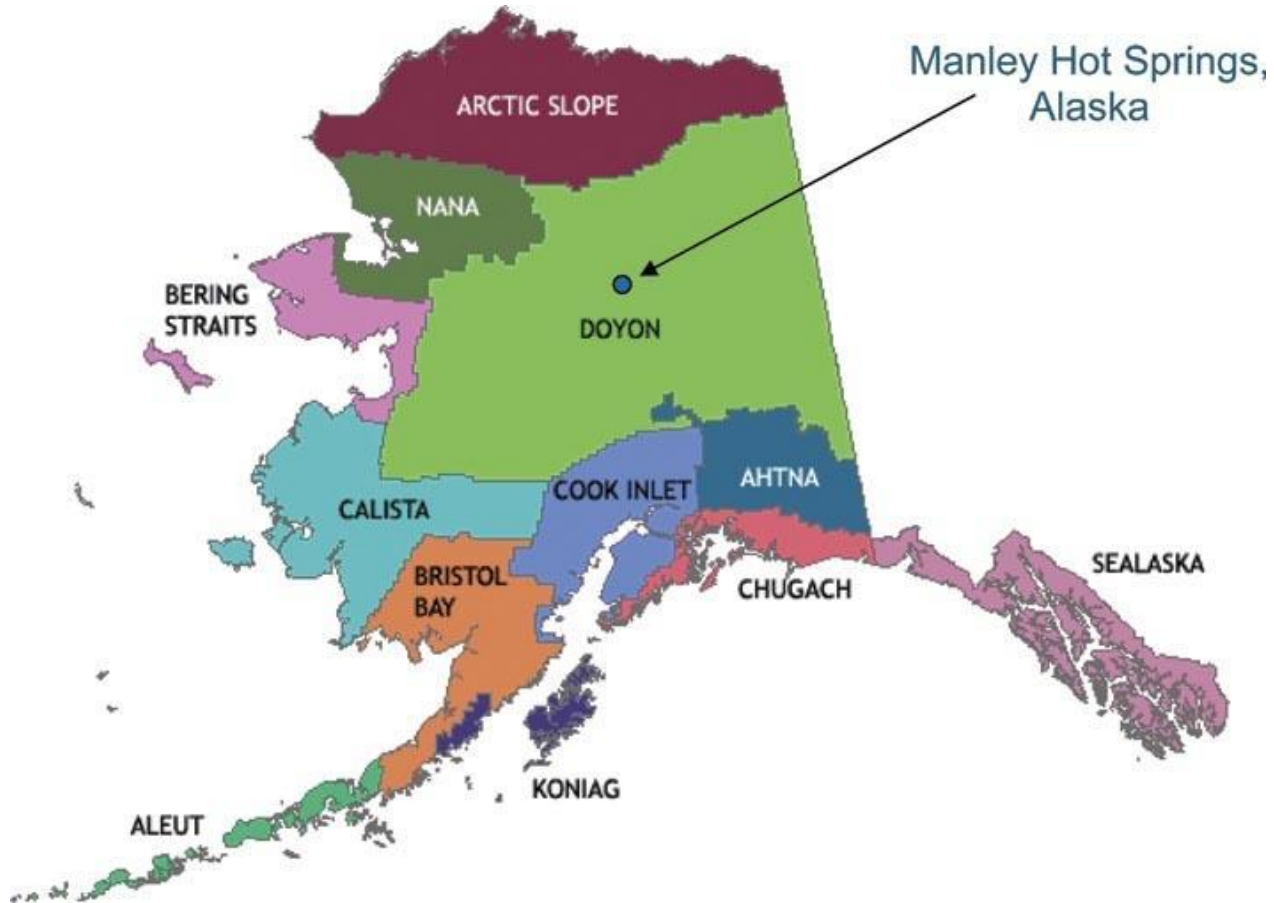 Manley Hot Springs,
Alaska
ARCTIC SLOPE
NANA
BERING
STRAITS
DOYON
CALISTA
COOK INLET
AHTNA
BRISTOL
BAY
CHUGACH
SEALASKA
KONIAG
ALEUT